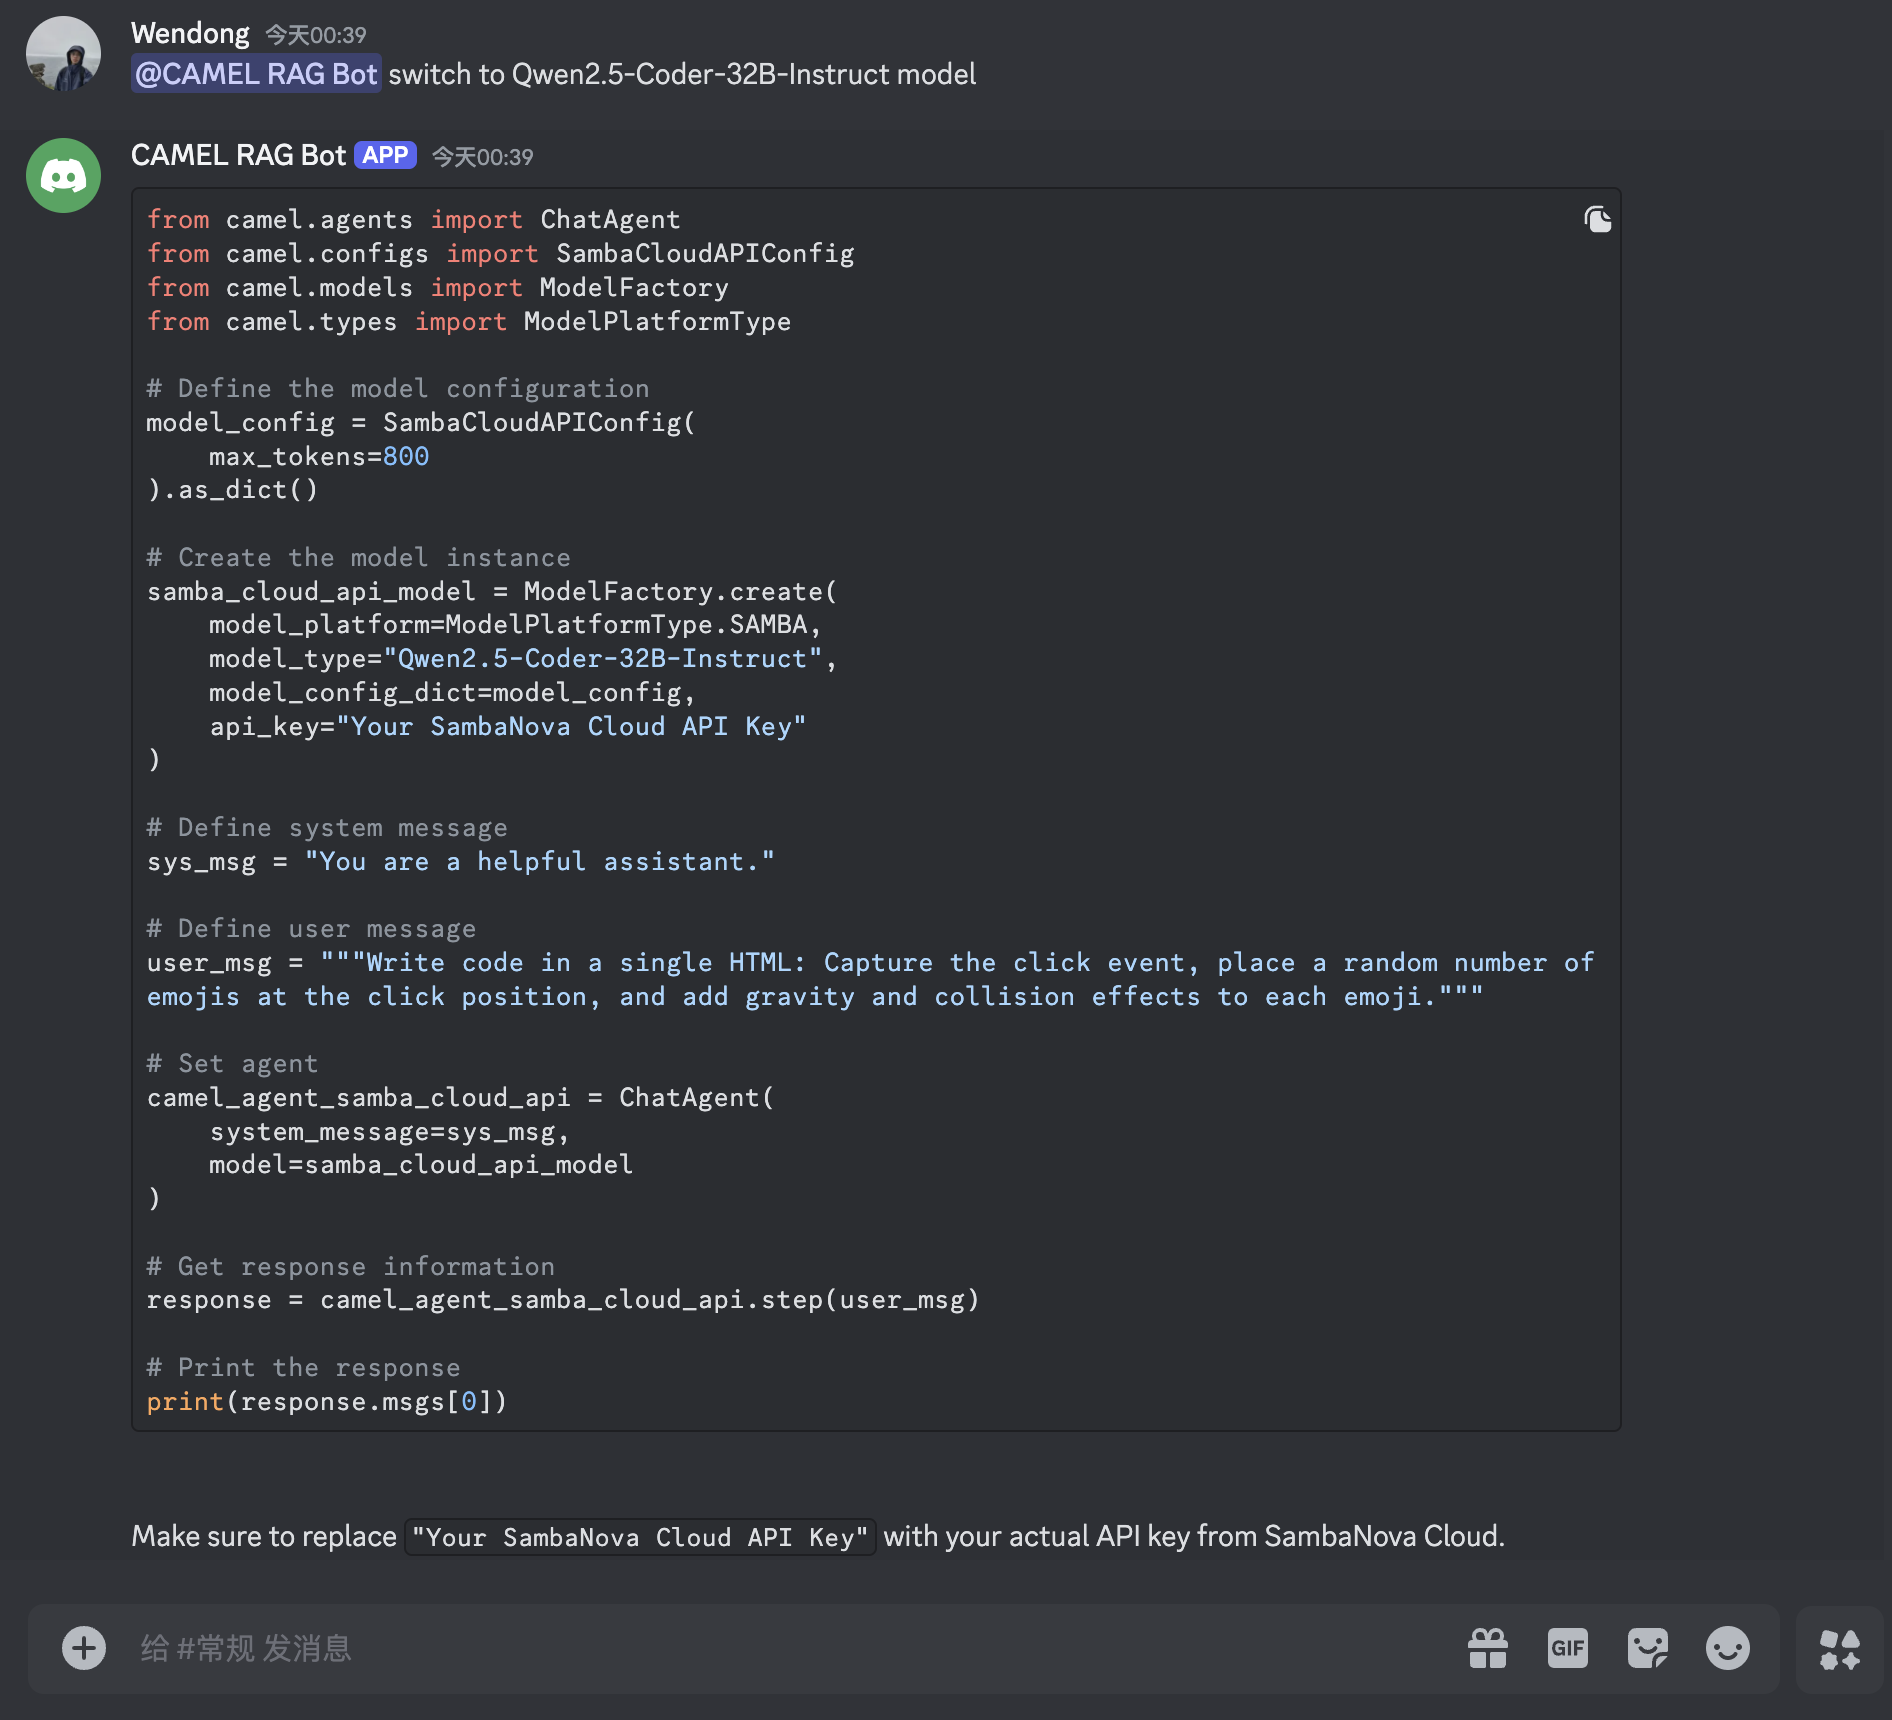 Wendong 今天00:39
@CAMEL RAG Bot switch to Qwen2.5-Coder-32B-Instruct model
CAMEL RAG Bot APP 今天00:39
from camel.agents import ChatAgent
from camel.configs import SambaCloudAPIConfig
from camel.models import ModelFactory
from camel.types import ModelPlatformType

# Define the model configuration
model_config = SambaCloudAPIConfig(
    max_tokens=800
).as_dict()

# Create the model instance
samba_cloud_api_model = ModelFactory.create(
    model_platform=ModelPlatformType.SAMBA,
    model_type="Qwen2.5-Coder-32B-Instruct",
    model_config_dict=model_config,
    api_key="Your SambaNova Cloud API Key"
)

# Define system message
sys_msg = "You are a helpful assistant."

# Define user message
user_msg = """Write code in a single HTML: Capture the click event, place a random number of
emojis at the click position, and add gravity and collision effects to each emoji."""

# Set agent
camel_agent_samba_cloud_api = ChatAgent(
    system_message=sys_msg,
    model=samba_cloud_api_model
)

# Get response information
response = camel_agent_samba_cloud_api.step(user_msg)

# Print the response
print(response.msgs[0])

Make sure to replace "Your SambaNova Cloud API Key" with your actual API key from SambaNova Cloud.
给 #常规 发消息
GIF